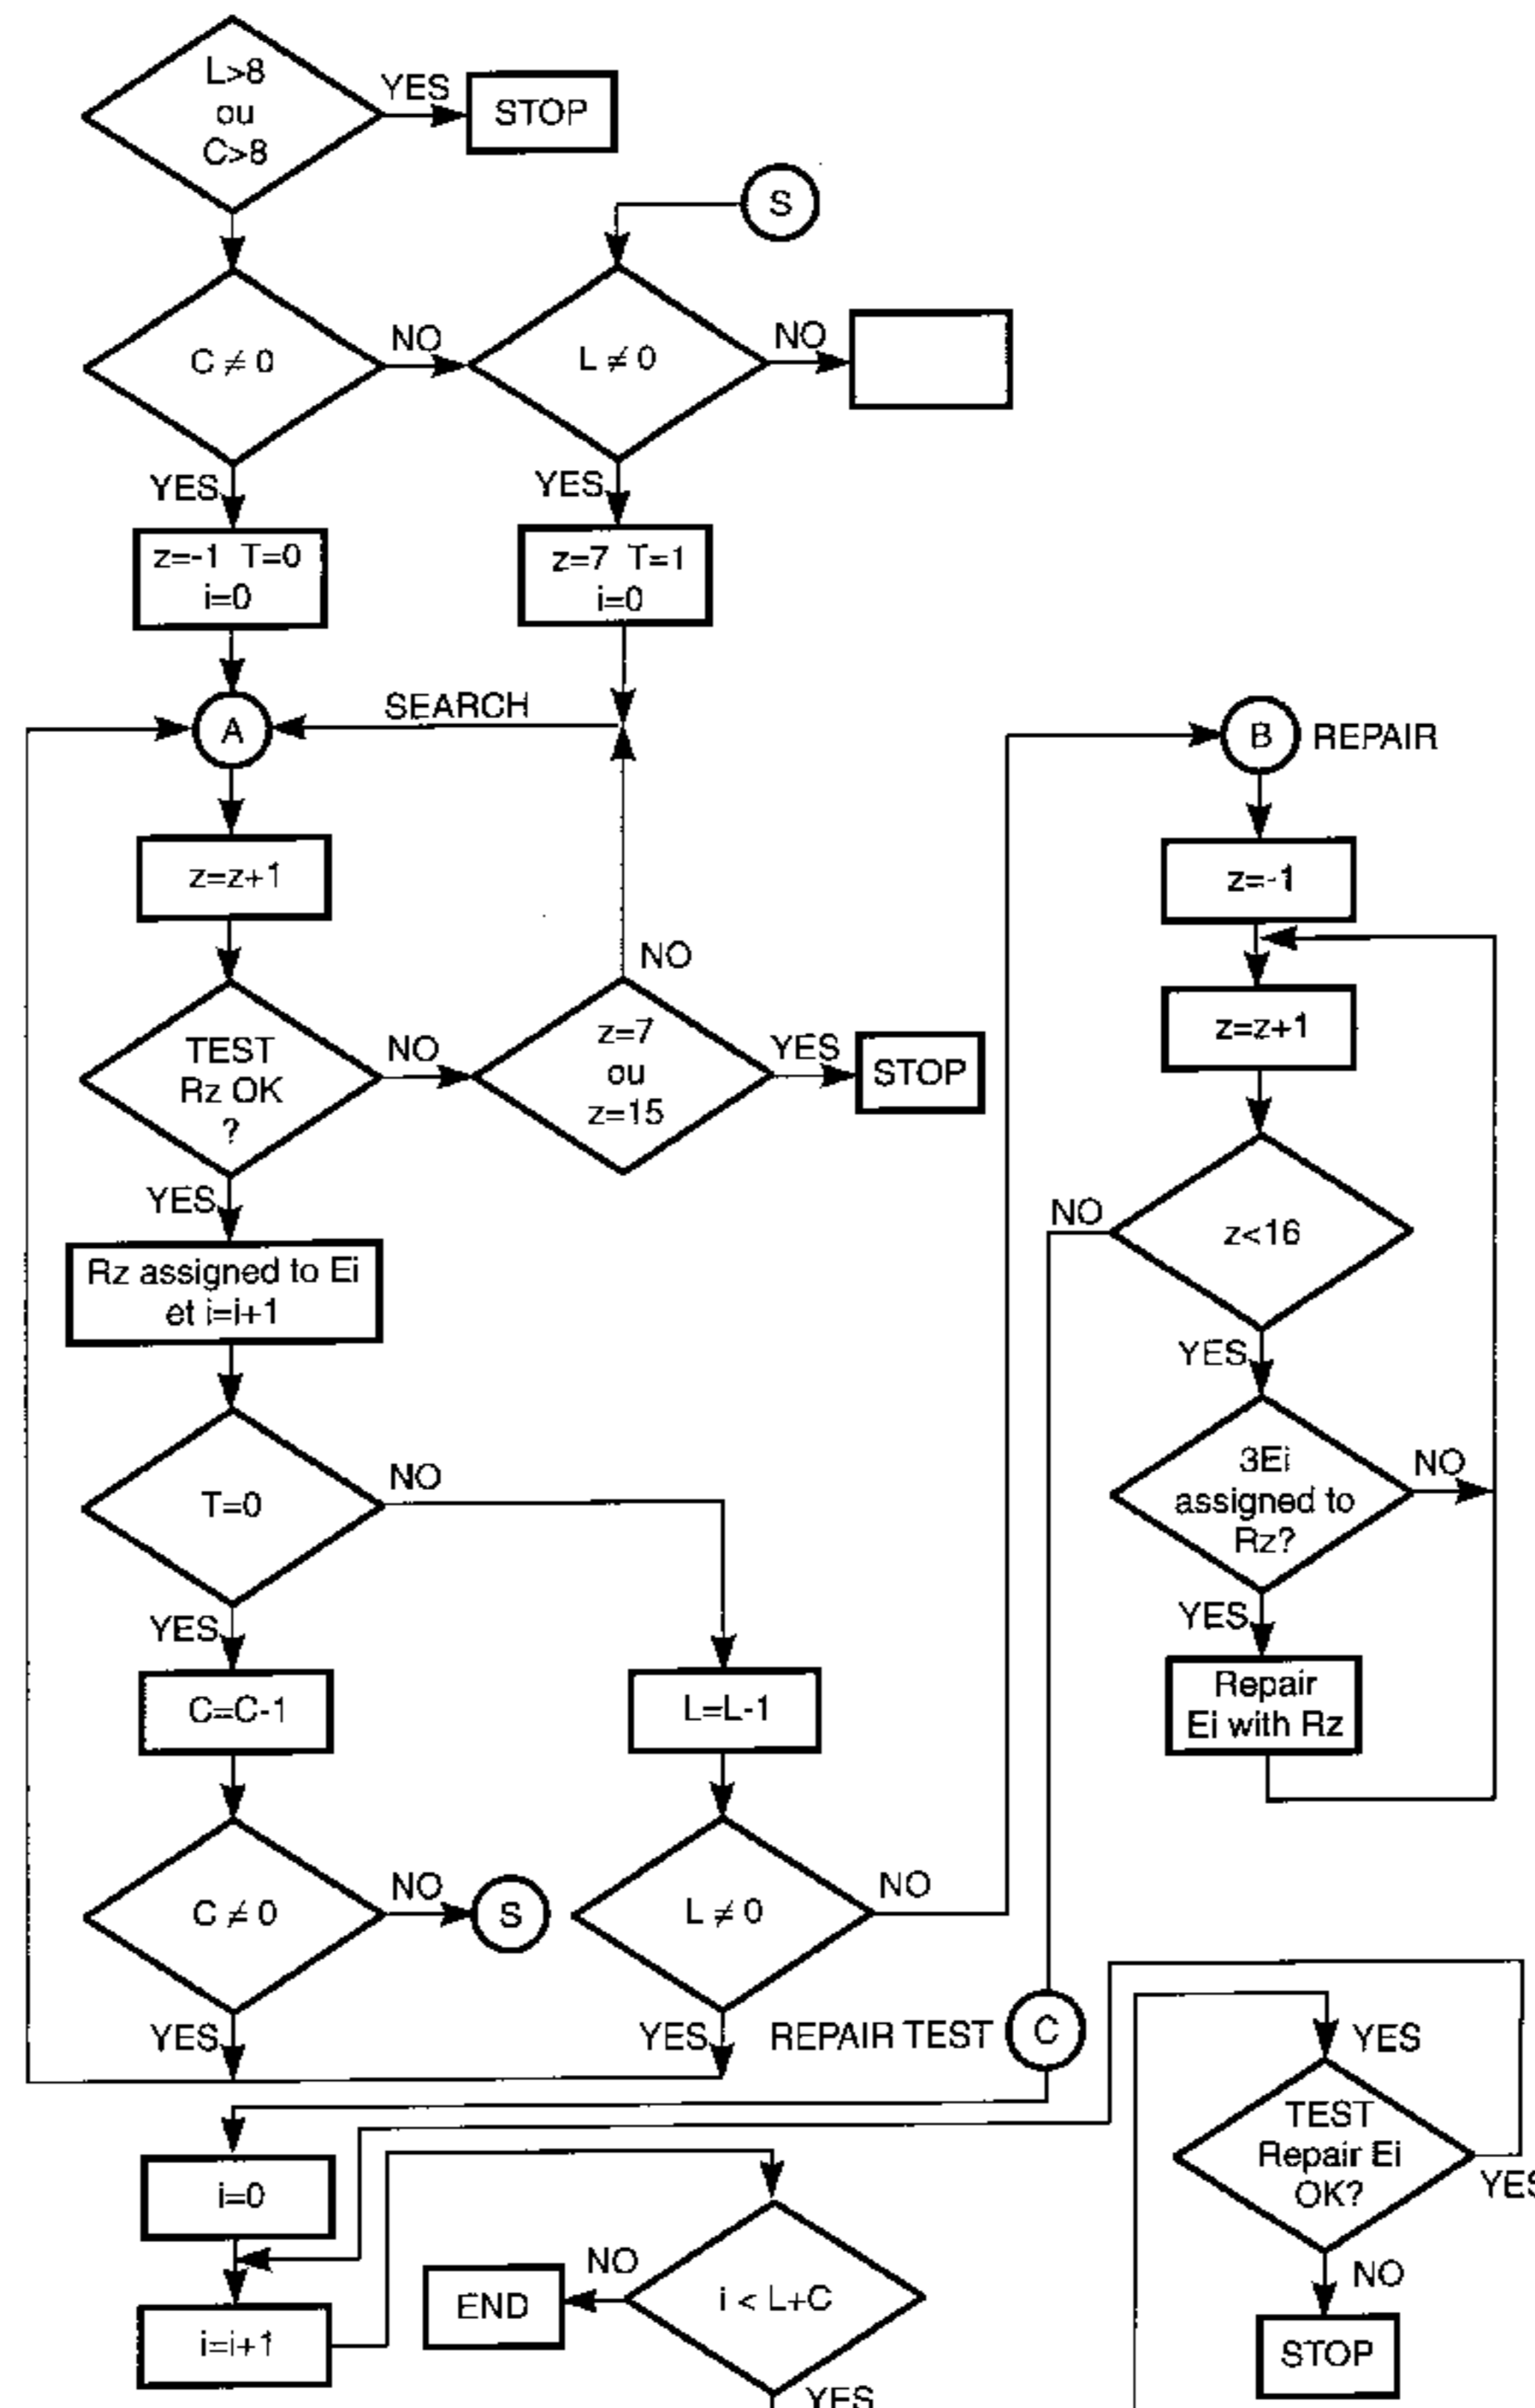 L>8
ou
C>8
YES
STOP
S
C ≠ 0
NO
L ≠ 0
NO
YES
YES
z=-1 T=0
i=0
z=7 T=1
i=0
A
SEARCH
B
REPAIR
z=z+1
z=-1
NO
z=z+1
TEST
Rz OK
?
NO
z=7
ou
z=15
YES
STOP
YES
NO
z<16
Rz assigned to Ei
et i=i+1
YES
3Ei
assigned to
Rz?
NO
T=0
NO
YES
YES
C=C-1
L=L-1
Repair
Ei with Rz
C ≠ 0
NO
S
L ≠ 0
NO
YES
YES
REPAIR TEST
C
YES
TEST
Repair Ei
OK?
YES
i=0
NO
END
NO
i < L+C
i=i+1
STOP
YES